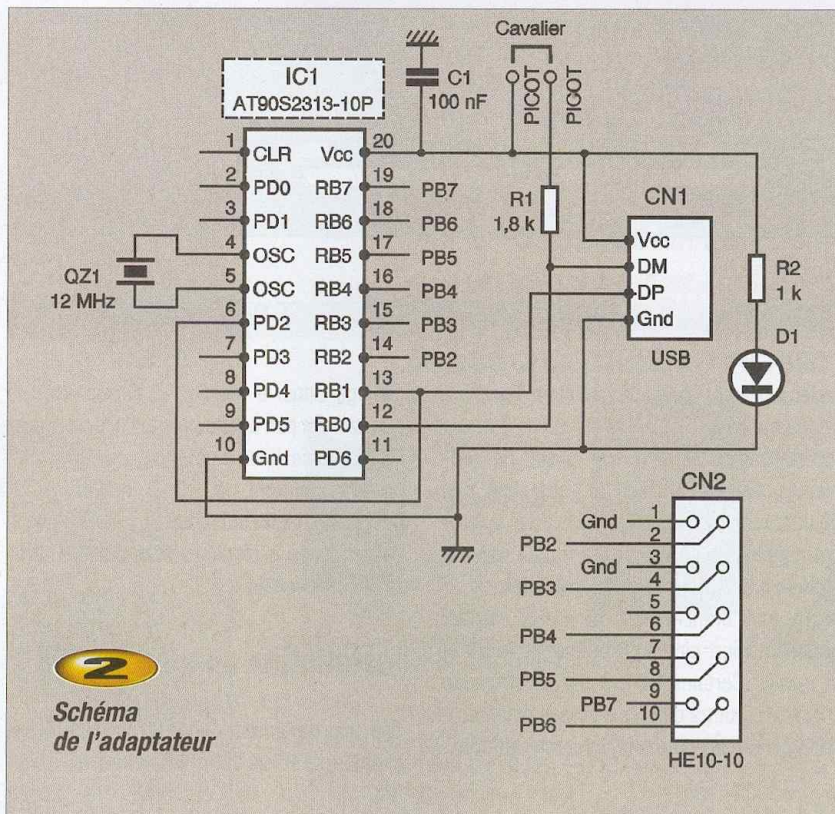 Cavalier
PICOT
PICOT
C1
100 nF
IC1
AT90S2313-10P
1 CLR Vcc 20
2 PD0 RB7 19 PB7
3 PD1 RB6 18 PB6
4 OSC RB5 17 PB5
5 OSC RB4 16 PB4
6 PD2 RB3 15 PB3
7 PD3 RB2 14 PB2
8 PD4 RB1 13
9 PD5 RB0 12
10 Gnd PD6 11
QZ1
12 MHz
R1
1,8 k
CN1
Vcc
DM
DP
Gnd
USB
R2
1 k
D1
CN2
Gnd 1
PB2 2
Gnd 3
PB3 4
5
PB4 6
7
PB5 8
PB7 9
PB6 10
HE10-10
2
Schéma
de l'adaptateur